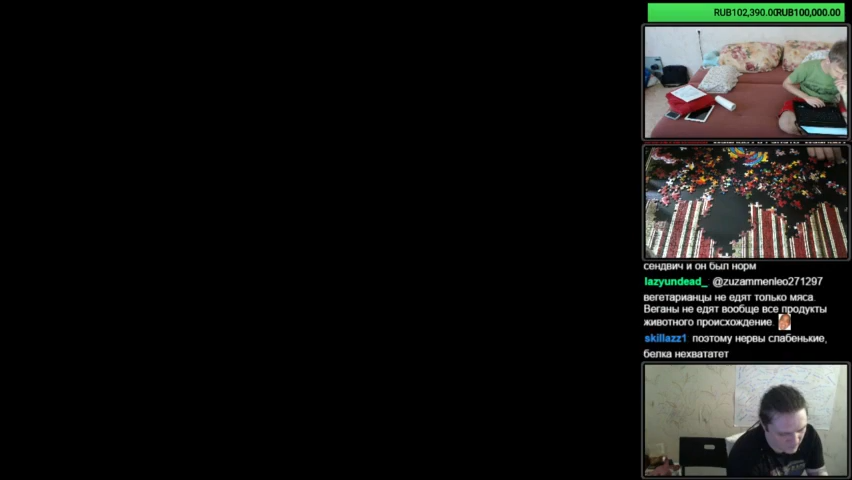 RUB102,390.00 RUB100,000.00
сендвич и он был норм
lazyundead_ @zuzammenleo271297
вегетарианцы не едят только мяса.
Веганы не едят вообще все продукты
животного происхождение.
skillazz1 поэтому нервы слабенькие,
белка нехвататет